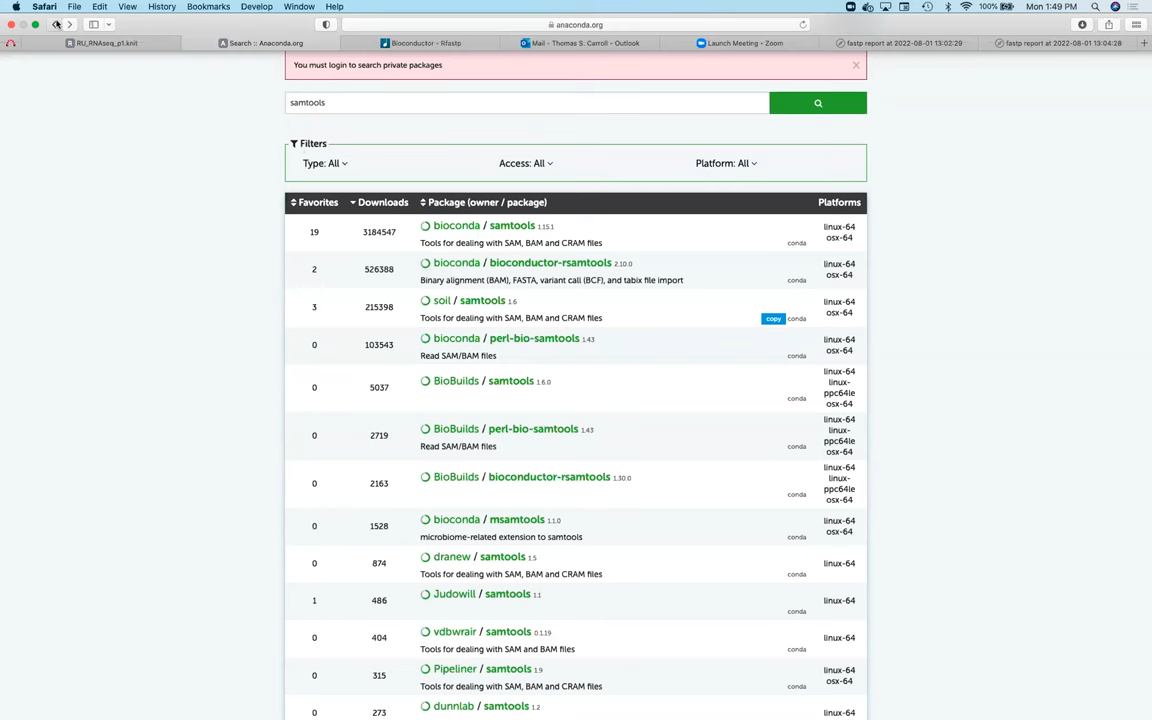 Safari File Edit View History Bookmarks Develop Window Help 100% Mon 1:49 PM
anaconda.org
RU_RNAseq_p1.knit Search :: Anaconda.org Bioconductor - Rfastp Mail - Thomas S. Carroll - Outlook Launch Meeting - Zoom fastp report at 2022-08-01 13:02:29 fastp report at 2022-08-01 13:04:28
You must login to search private packages
samtools
Filters
Type: All Access: All Platform: All
Favorites Downloads Package (owner / package) Platforms
19 3184547 bioconda / samtools 1.15.1 linux-64
osx-64
Tools for dealing with SAM, BAM and CRAM files conda
2 526388 bioconda / bioconductor-rsamtools 2.10.0 linux-64
osx-64
Binary alignment (BAM), FASTA, variant call (BCF), and tabix file import conda
3 215398 soil / samtools 1.6 linux-64
osx-64
Tools for dealing with SAM, BAM and CRAM files copy conda
0 103543 bioconda / perl-bio-samtools 1.43 linux-64
osx-64
Read SAM/BAM files conda
0 5037 BioBuilds / samtools 1.6.0 linux-64
linux-
ppc64le
osx-64
conda
0 2719 BioBuilds / perl-bio-samtools 1.43 linux-64
linux-
ppc64le
osx-64
Read SAM/BAM files conda
0 2163 BioBuilds / bioconductor-rsamtools 1.30.0 linux-64
linux-
ppc64le
osx-64
conda
0 1528 bioconda / msamtools 1.1.0 linux-64
osx-64
microbiome-related extension to samtools conda
0 874 dranew / samtools 1.5 linux-64
Tools for dealing with SAM, BAM and CRAM files conda
1 486 Judowill / samtools 1.1 linux-64
conda
0 404 vdbwrair / samtools 0.1.19 linux-64
Tools for dealing with SAM and BAM files conda
0 315 Pipeliner / samtools 1.9 linux-64
osx-64
Tools for dealing with SAM, BAM and CRAM files conda
0 273 dunnlab / samtools 1.2 linux-64